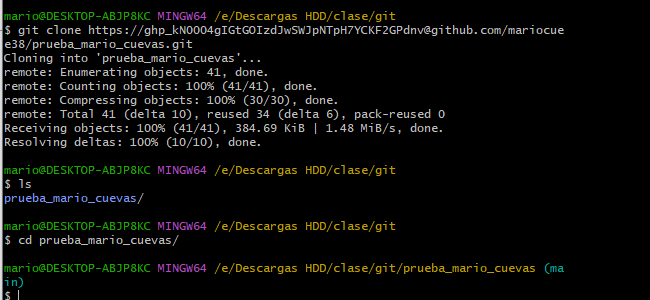 mario@DESKTOP-ABJP8KC MINGW64 /e/Descargas HDD/clase/git
$ git clone https://@github.com/mariocue
e38/prueba_mario_cuevas.git
Cloning into 'prueba_mario_cuevas'...
remote: Enumerating objects: 41, done.
remote: Counting objects: 100% (41/41), done.
remote: Compressing objects: 100% (30/30), done.
remote: Total 41 (delta 10), reused 34 (delta 6), pack-reused 0
Receiving objects: 100% (41/41), 384.69 KiB | 1.48 MiB/s, done.
Resolving deltas: 100% (10/10), done.
mario@DESKTOP-ABJP8KC MINGW64 /e/Descargas HDD/clase/git
$ ls
prueba_mario_cuevas/
mario@DESKTOP-ABJP8KC MINGW64 /e/Descargas HDD/clase/git
$ cd prueba_mario_cuevas/
mario@DESKTOP-ABJP8KC MINGW64 /e/Descargas HDD/clase/git/prueba_mario_cuevas (ma
in)
$